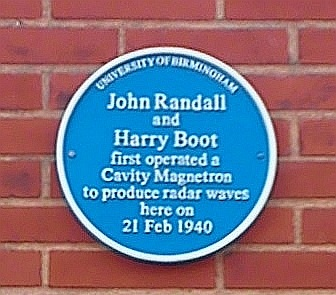 UNIVERSITY OF BIRMINGHAM
John Randall
and
Harry Boot
first operated a
Cavity Magnetron
to produce radar waves
here on
21 Feb 1940